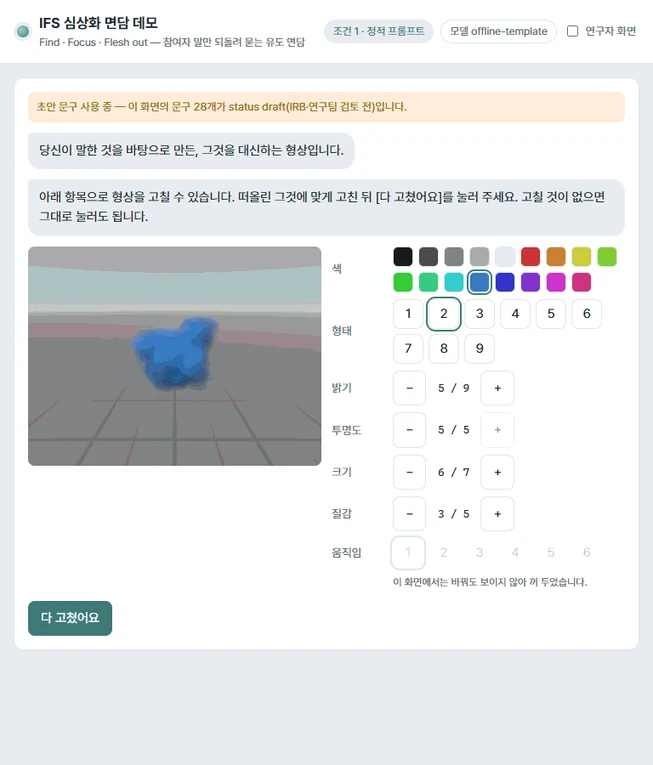 IFS 심상화 면담 데모
Find · Focus · Flesh out — 참여자 말만 되돌려 묻는 유도 면담
조건 1 · 정적 프롬프트
모델 offline-template
연구자 화면
초안 문구 사용 중 — 이 화면의 문구 28개가 status draft(IRB·연구팀 검토 전)입니다.
당신이 말한 것을 바탕으로 만든, 그것을 대신하는 형상입니다.
아래 항목으로 형상을 고칠 수 있습니다. 떠올린 그것에 맞게 고친 뒤 [다 고쳤어요]를 눌러 주세요. 고칠 것이 없으면
그대로 눌러도 됩니다.
색
형태
1 2 3 4 5 6
7 8 9
밝기 − 5 / 9 +
투명도 − 5 / 5 +
크기 − 6 / 7 +
질감 − 3 / 5 +
움직임 1 2 3 4 5 6
이 화면에서는 바꿔도 보이지 않아 꺼 두었습니다.
다 고쳤어요